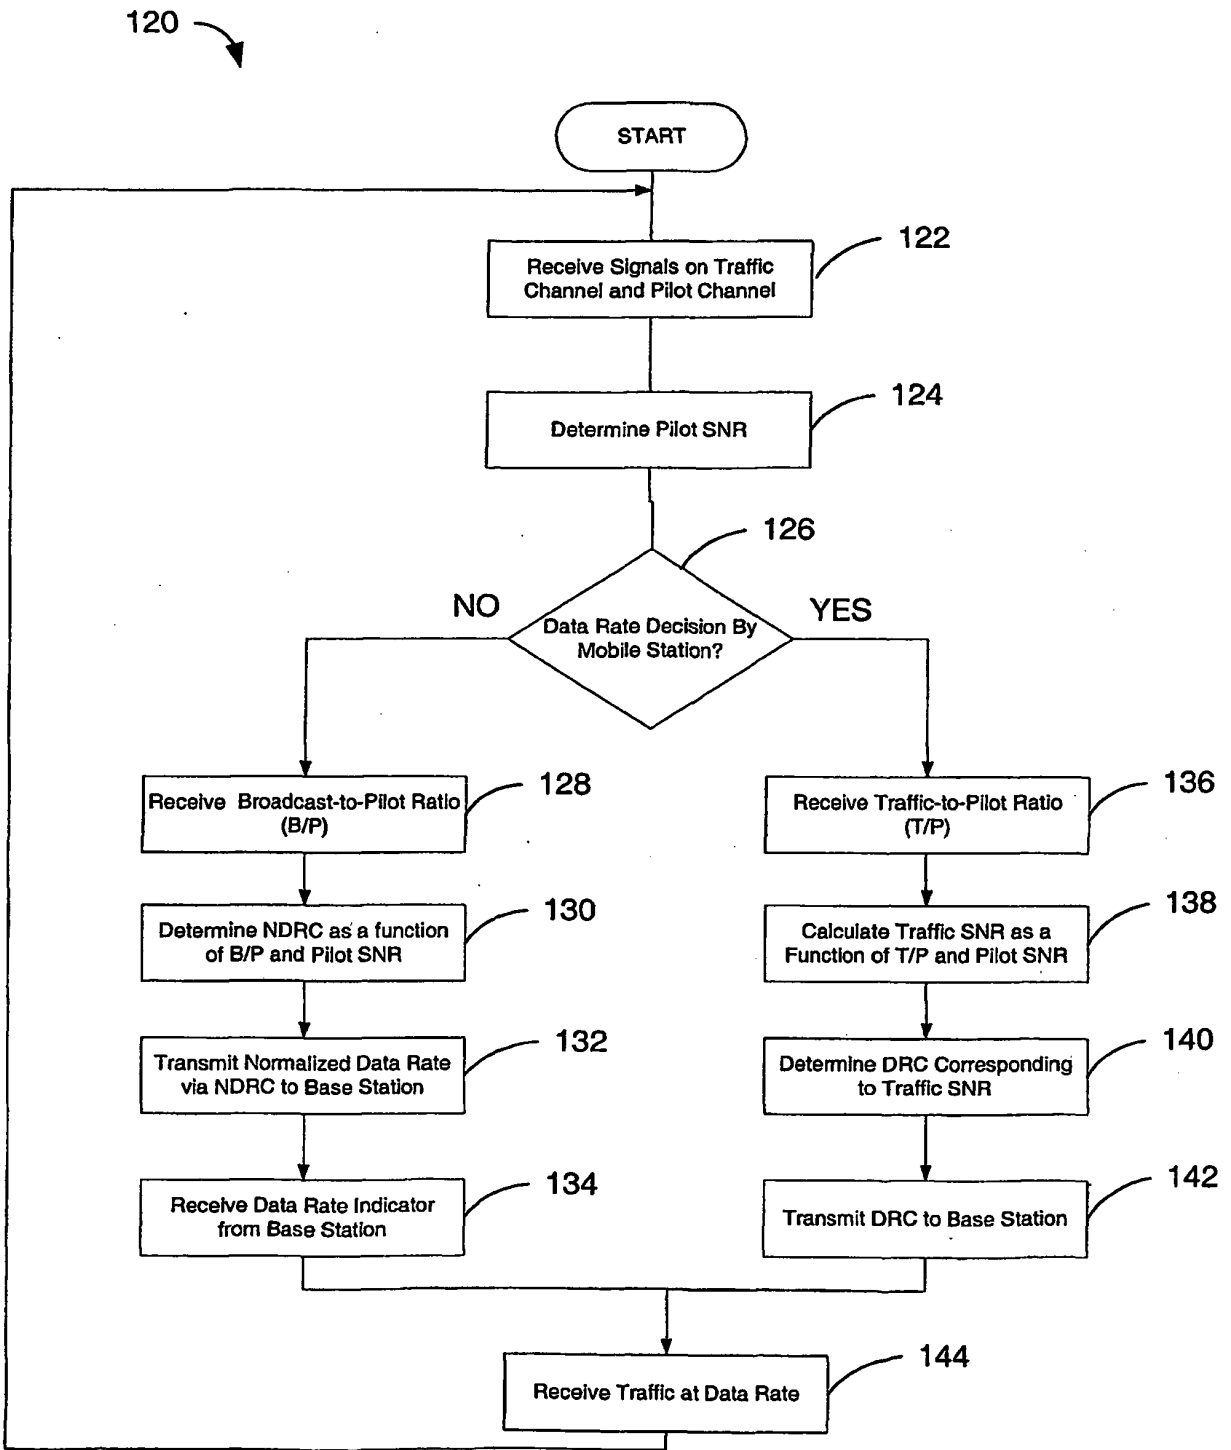 120
START
122
Receive Signals on Traffic
Channel and Pilot Channel
124
Determine Pilot SNR
126
NO
YES
Data Rate Decision By
Mobile Station?
128
Receive Broadcast-to-Pilot Ratio
(B/P)
130
Determine NDRC as a function
of B/P and Pilot SNR
132
Transmit Normalized Data Rate
via NDRC to Base Station
134
Receive Data Rate Indicator
from Base Station
136
Receive Traffic-to-Pilot Ratio
(T/P)
138
Calculate Traffic SNR as a
Function of T/P and Pilot SNR
140
Determine DRC Corresponding
to Traffic SNR
142
Transmit DRC to Base Station
144
Receive Traffic at Data Rate